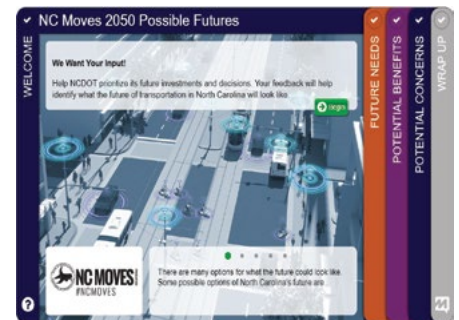 NC Moves 2050 Possible Futures
WELCOME
We Want Your Input!
Help NCDOT prioritize its future investments and decisions. Your feedback will help
identify what the future of transportation in North Carolina will look like.
Begin
NC MOVES
#NCMOVES
There are many options for what the future could look like.
Some possible options of North Carolina's future are...
FUTURE NEEDS
POTENTIAL BENEFITS
POTENTIAL CONCERNS
WRAP UP
?